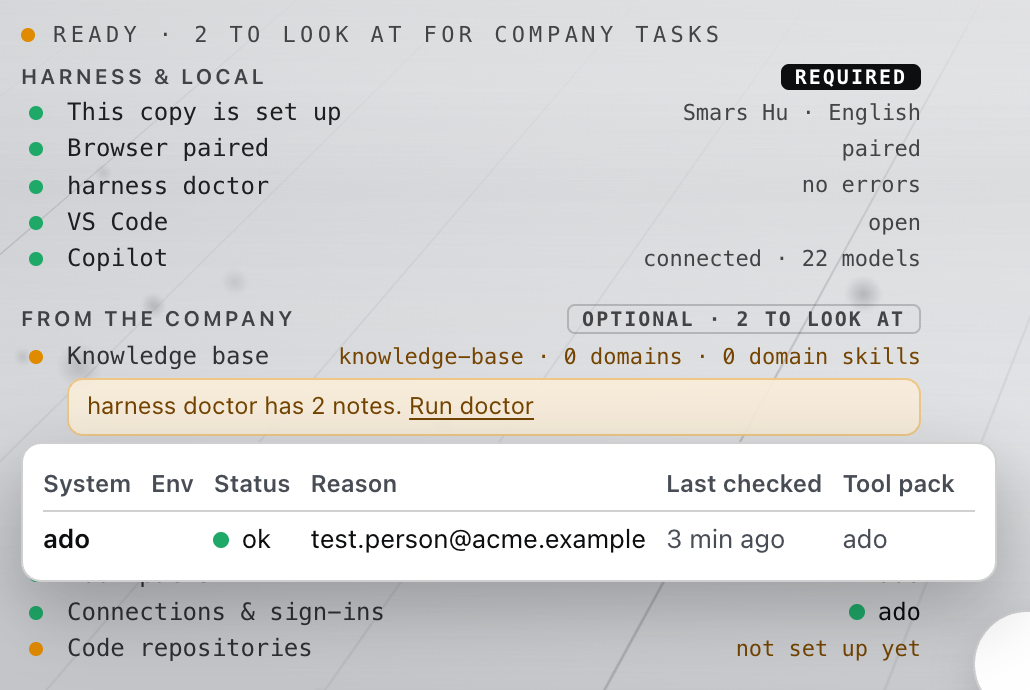 READY · 2 TO LOOK AT FOR COMPANY TASKS
HARNESS & LOCAL REQUIRED
This copy is set up Smars Hu · English
Browser paired paired
harness doctor no errors
VS Code open
Copilot connected · 22 models
FROM THE COMPANY OPTIONAL · 2 TO LOOK AT
Knowledge base knowledge-base · 0 domains · 0 domain skills
harness doctor has 2 notes. Run doctor
System Env Status Reason Last checked Tool pack
ado ok test.person@acme.example 3 min ago ado
Connections & sign-ins ado
Code repositories not set up yet